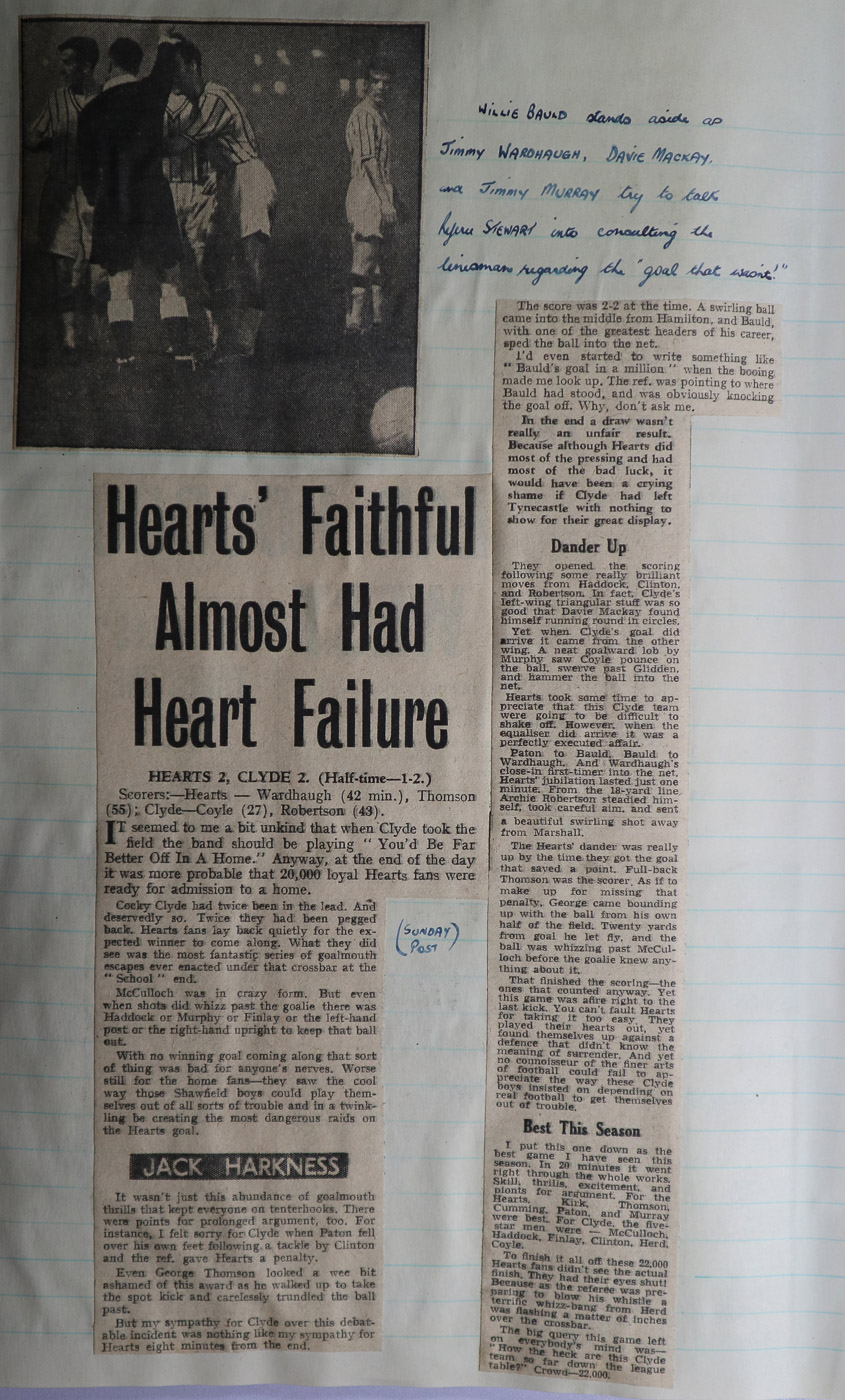 WILLIE BAULD stands aside as
Jimmy WARDHAUGH, DAVIE MACKAY,
and JIMMY MURRAY try to talk
Referee STEWART into consulting the
linesman regarding the "goal that wasn't!"
Hearts' Faithful
Almost Had
Heart Failure
HEARTS 2, CLYDE 2. (Half-time—1-2.)
Scorers:—Hearts — Wardhaugh (42 min.), Thomson
(55); Clyde—Coyle (27), Robertson (43).
IT seemed to me a bit unkind that when Clyde took the
field the band should be playing " You'd Be Far
Better Off In A Home." Anyway, at the end of the day
it was more probable that 20,000 loyal Hearts fans were
ready for admission to a home.
Cocky Clyde had twice been in the lead. And
deservedly so. Twice they had been pegged
back. Hearts fans lay back quietly for the ex-
pected winner to come along. What they did
see was the most fantastic series of goalmouth
escapes ever enacted under that crossbar at the
" School " end.
McCulloch was in crazy form. But even
when shots did whizz past the goalie there was
Haddock or Murphy or Finlay or the left-hand
post or the right-hand upright to keep that ball
out.
With no winning goal coming along that sort
of thing was bad for anyone's nerves. Worse
still for the home fans—they saw the cool
way those Shawfield boys could play them-
selves out of all sorts of trouble and in a twink-
ling be creating the most dangerous raids on
the Hearts goal.
(SUNDAY
POST)
JACK HARKNESS
It wasn't just this abundance of goalmouth
thrills that kept everyone on tenterhooks. There
were points for prolonged argument, too. For
instance, I felt sorry for Clyde when Paton fell
over his own feet following a tackle by Clinton
and the ref. gave Hearts a penalty.
Even George Thomson looked a wee bit
ashamed of this award as he walked up to take
the spot kick and carelessly trundled the ball
past.
But my sympathy for Clyde over this debat-
able incident was nothing like my sympathy for
Hearts eight minutes from the end.
The score was 2-2 at the time. A swirling ball
came into the middle from Hamilton, and Bauld,
with one of the greatest headers of his career,
sped the ball into the net.
I'd even started to write something like
" Bauld's goal in a million " when the booing
made me look up. The ref. was pointing to where
Bauld had stood, and was obviously knocking
the goal off. Why, don't ask me.
In the end a draw wasn't
really an unfair result.
Because although Hearts did
most of the pressing and had
most of the bad luck, it
would have been a crying
shame if Clyde had left
Tynecastle with nothing to
show for their great display.
Dander Up
They opened the scoring
following some really brilliant
moves from Haddock, Clinton,
and Robertson. In fact, Clyde's
left-wing triangular stuff was so
good that Davie Mackay found
himself running round in circles.
Yet when Clyde's goal did
arrive it came from the other
wing. A neat goalward lob by
Murphy saw Coyle pounce on
the ball, swerve past Glidden,
and hammer the ball into the
net.
Hearts took some time to ap-
preciate that this Clyde team
were going to be difficult to
shake off. However, when the
equaliser did arrive it was a
perfectly executed affair.
Paton to Bauld. Bauld to
Wardhaugh. And Wardhaugh's
close-in first-timer into the net.
Hearts' jubilation lasted just one
minute. From the 18-yard line
Archie Robertson steadied him-
self, took careful aim, and sent
a beautiful swirling shot away
from Marshall.
The Hearts' dander was really
up by the time they got the goal
that saved a point. Full-back
Thomson was the scorer. As if to
make up for missing that
penalty. George came bounding
up with the ball from his own
half of the field. Twenty yards
from goal he let fly, and the
ball was whizzing past McCul-
loch before the goalie knew any-
thing about it.
That finished the scoring—the
ones that counted anyway. Yet
this game was afire right to the
last kick. You can't fault Hearts
for taking it too easy. They
played their hearts out, yet
found themselves up against a
defence that didn't know the
meaning of surrender. And yet
no connoisseur of the finer arts
of football could fail to ap-
preciate the way these Clyde
boys insisted on depending on
real football to get themselves
out of trouble.
Best This Season
I put this one down as the
best game I have seen this
season. In 20 minutes it went
right through the whole works.
Skill, thrills, excitement, and
pionts for argument. For the
Hearts, Kirk, Thomson,
Cumming, Paton, and Murray
were best. For Clyde, the five-
star men were — McCulloch,
Haddock, Finlay, Clinton, Herd,
Coyle.
To finish it all off these 22,000
Hearts fans didn't see the actual
finish. They had their eyes shut!
Because as the referee was pre-
paring to blow his whistle a
terrific whizz-bang from Herd
was flashing a matter of inches
over the crossbar.
The big query this game left
on everybody's mind was—
"How the heck are this Clyde
team so far down the league
table?" Crowd—22,000.